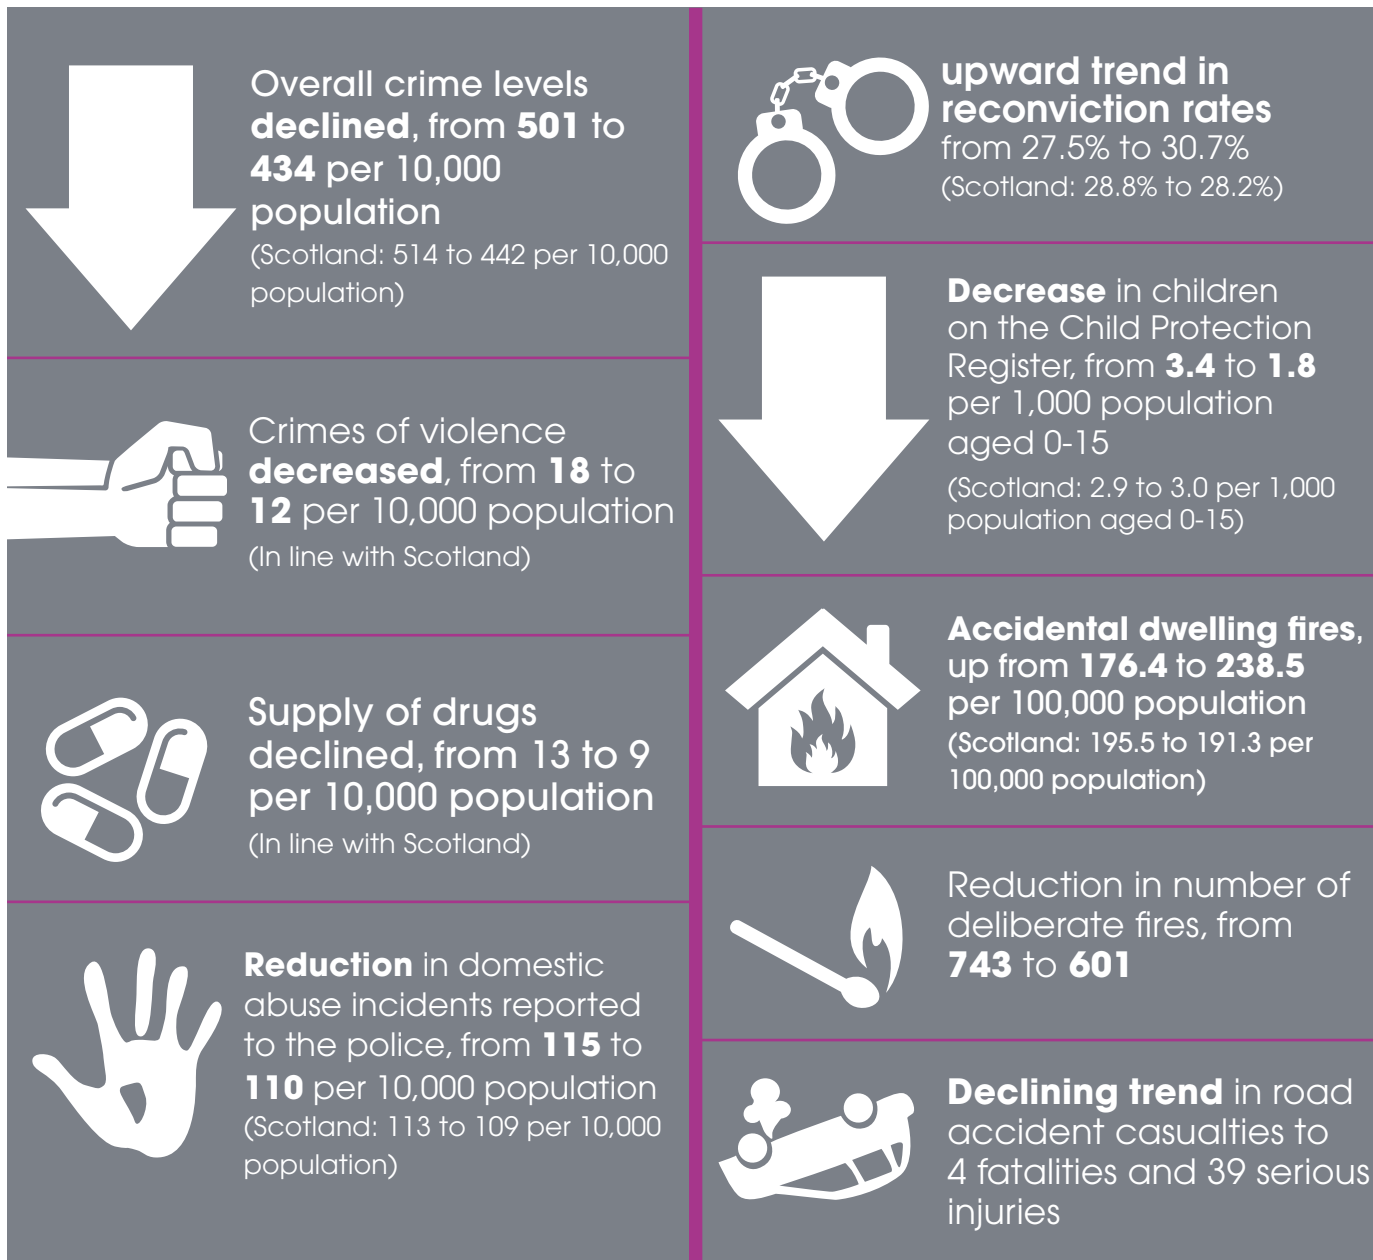 Overall crime levels
declined, from 501 to
434 per 10,000
population
(Scotland: 514 to 442 per 10,000
population)
Crimes of violence
decreased, from 18 to
12 per 10,000 population
(In line with Scotland)
Supply of drugs
declined, from 13 to 9
per 10,000 population
(In line with Scotland)
Reduction in domestic
abuse incidents reported
to the police, from 115 to
110 per 10,000 population
(Scotland: 113 to 109 per 10,000
population)
upward trend in
reconviction rates
from 27.5% to 30.7%
(Scotland: 28.8% to 28.2%)
Decrease in children
on the Child Protection
Register, from 3.4 to 1.8
per 1,000 population
aged 0-15
(Scotland: 2.9 to 3.0 per 1,000
population aged 0-15)
Accidental dwelling fires,
up from 176.4 to 238.5
per 100,000 population
(Scotland: 195.5 to 191.3 per
100,000 population)
Reduction in number of
deliberate fires, from
743 to 601
Declining trend in road
accident casualties to
4 fatalities and 39 serious
injuries